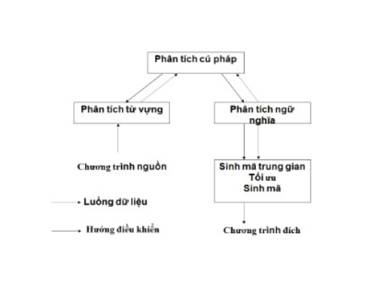 Phân tích cú pháp
Phân tích từ vựng
Phân tích ngữ
nghĩa
Chương trình nguồn
Sinh mã trung gian
Tối ưu
Sinh mã
Luồng dữ liệu
Hướng điều khiển
Chương trình đích